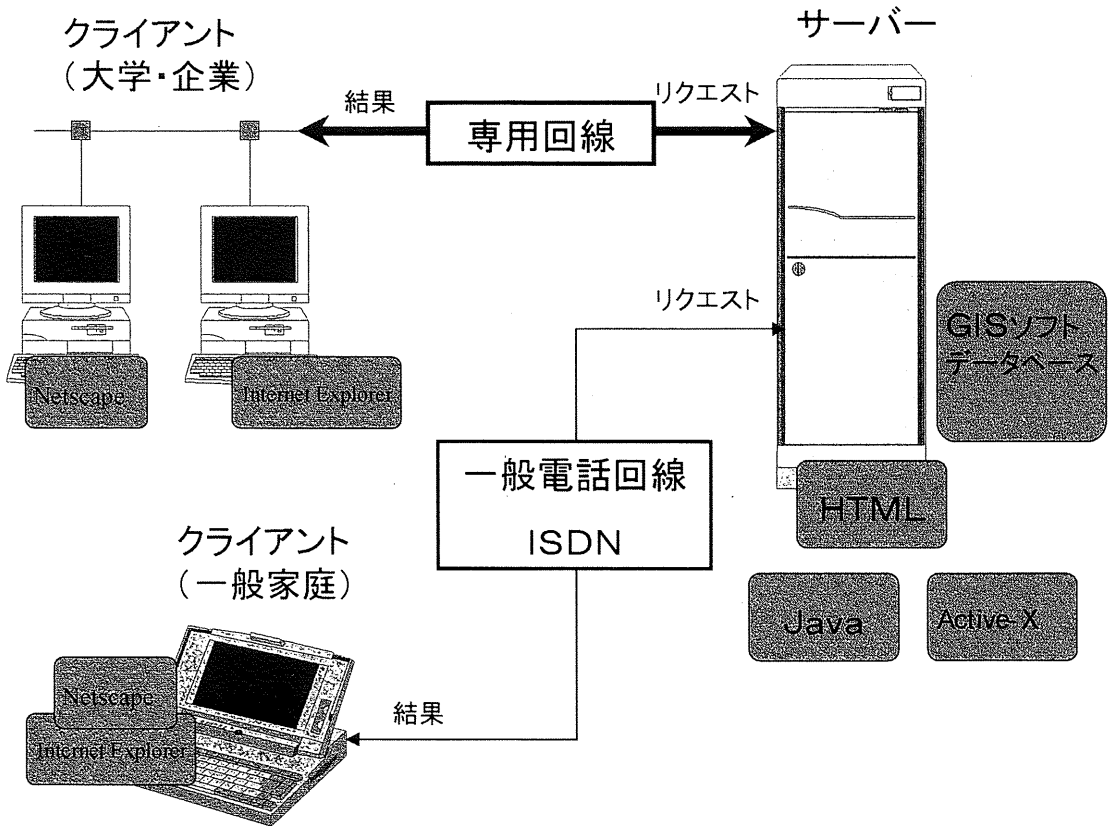 サーバー
クライアント
（大学・企業）
結果
リクエスト
専用回線
リクエスト
GISソフト
データベース
Netscape
Internet Explorer
一般電話回線
ISDN
HTML
クライアント
（一般家庭）
Java
Active-X
Netscape
Internet Explorer
結果